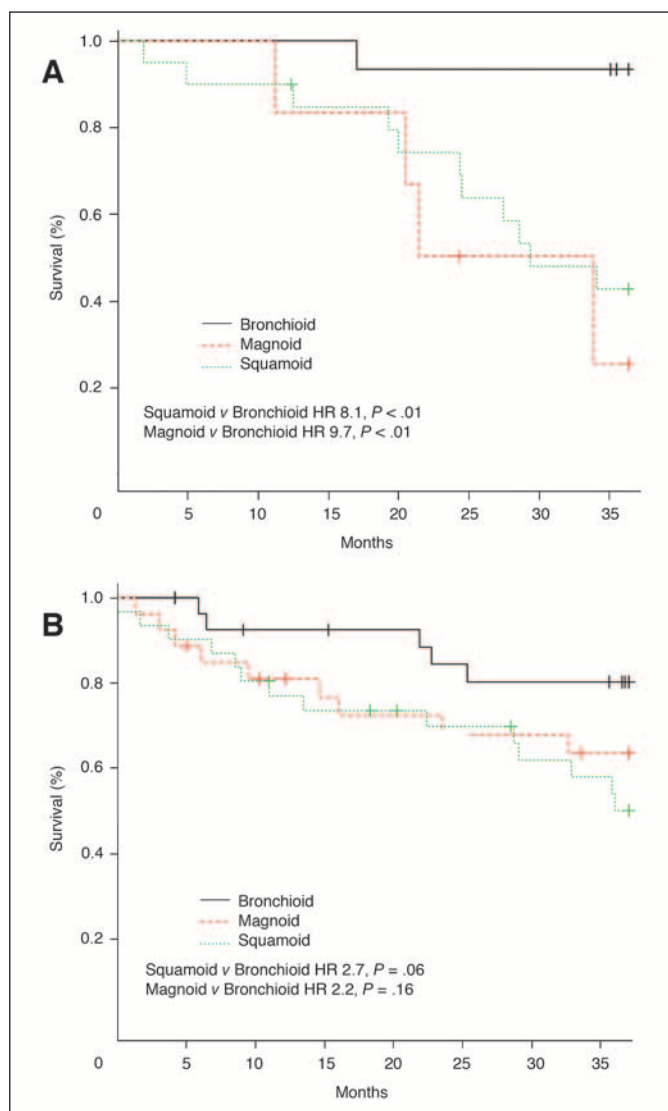 A
1.0
0.8
0.6
0.4
0.2
Survival (%)
Bronchioid
Magnoid
Squamoid
Squamoid v Bronchioid HR 8.1, P < .01
Magnoid v Bronchioid HR 9.7, P < .01
0 5 10 15 20 25 30 35
Months
B
1.0
0.8
0.6
0.4
0.2
Survival (%)
Bronchioid
Magnoid
Squamoid
Squamoid v Bronchioid HR 2.7, P = .06
Magnoid v Bronchioid HR 2.2, P = .16
0 5 10 15 20 25 30 35
Months